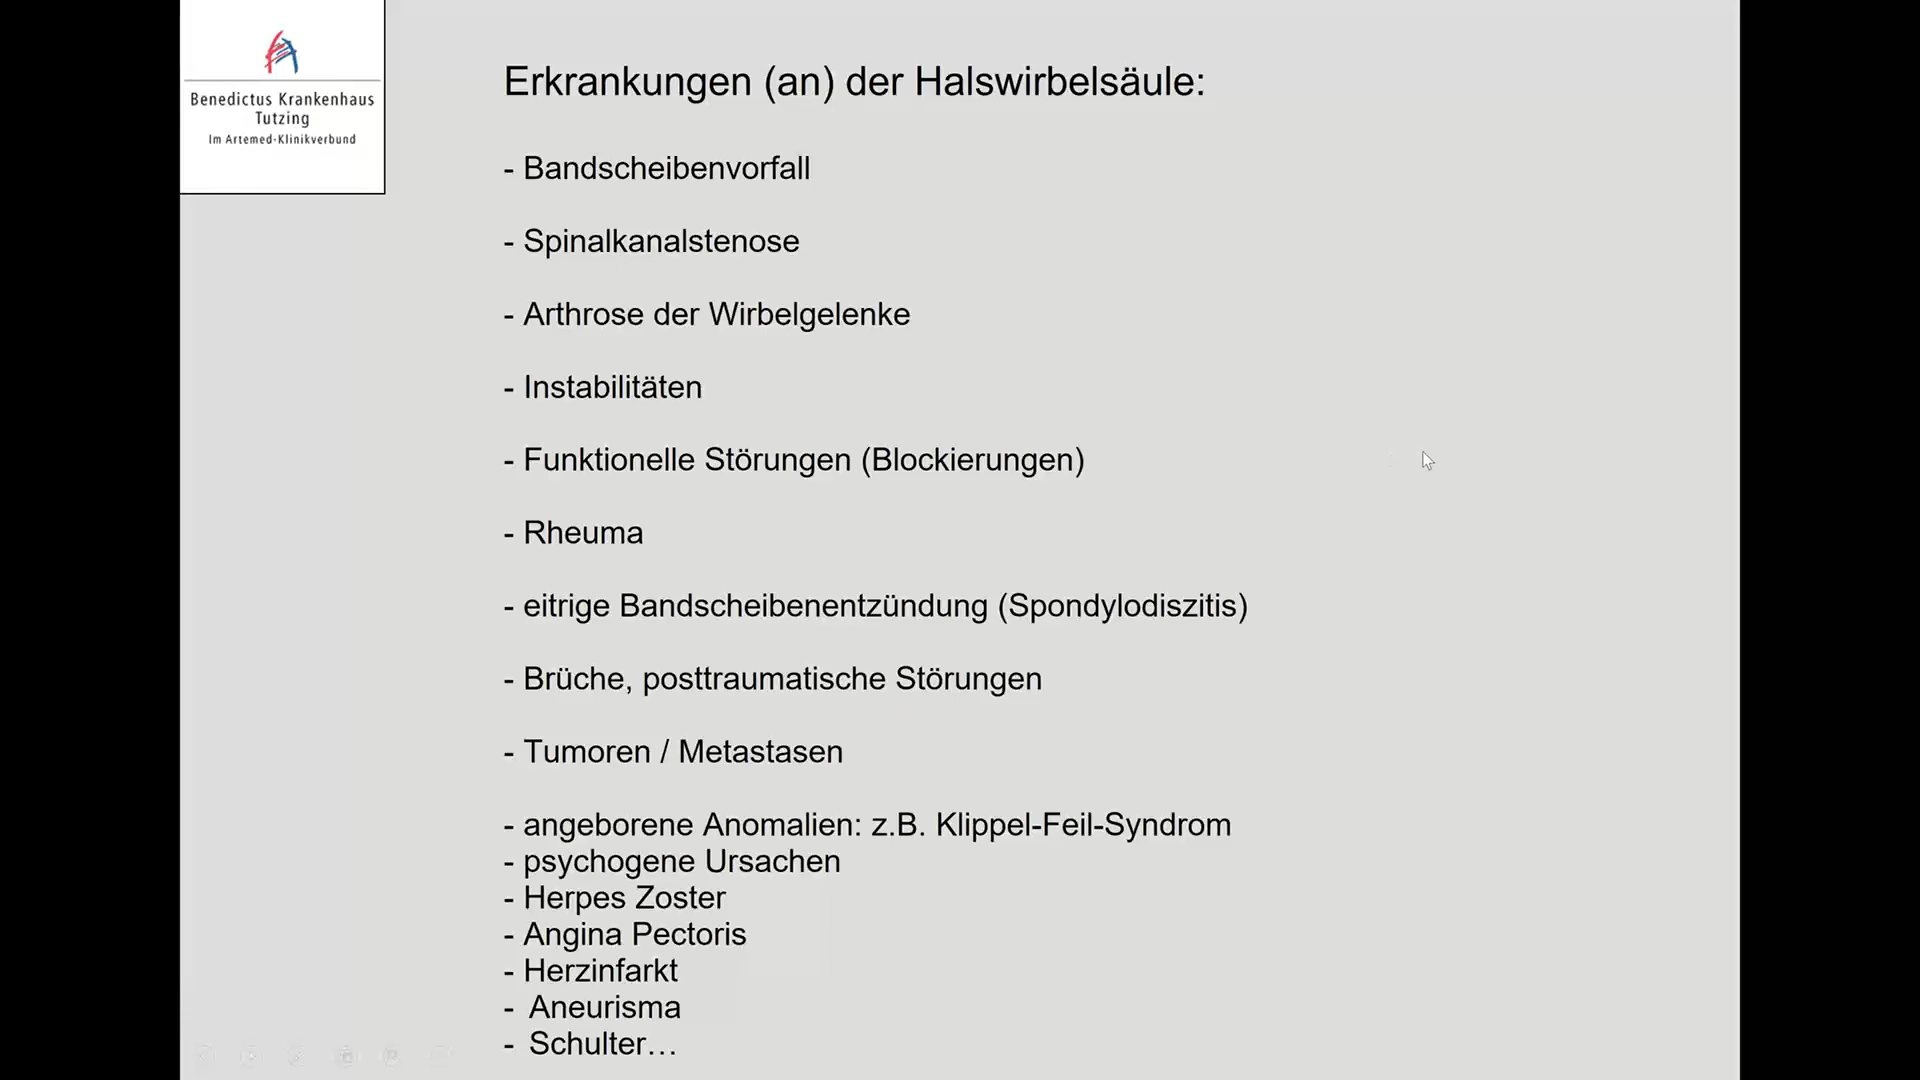 Benedictus Krankenhaus
Tutzing
Im Artemed-Klinikverbund
Erkrankungen (an) der Halswirbelsäule:
- Bandscheibenvorfall
- Spinalkanalstenose
- Arthrose der Wirbelgelenke
- Instabilitäten
- Funktionelle Störungen (Blockierungen)
- Rheuma
- eitrige Bandscheibenentzündung (Spondylodiszitis)
- Brüche, posttraumatische Störungen
- Tumoren / Metastasen
- angeborene Anomalien: z.B. Klippel-Feil-Syndrom
- psychogene Ursachen
- Herpes Zoster
- Angina Pectoris
- Herzinfarkt
- Aneurisma
- Schulter…